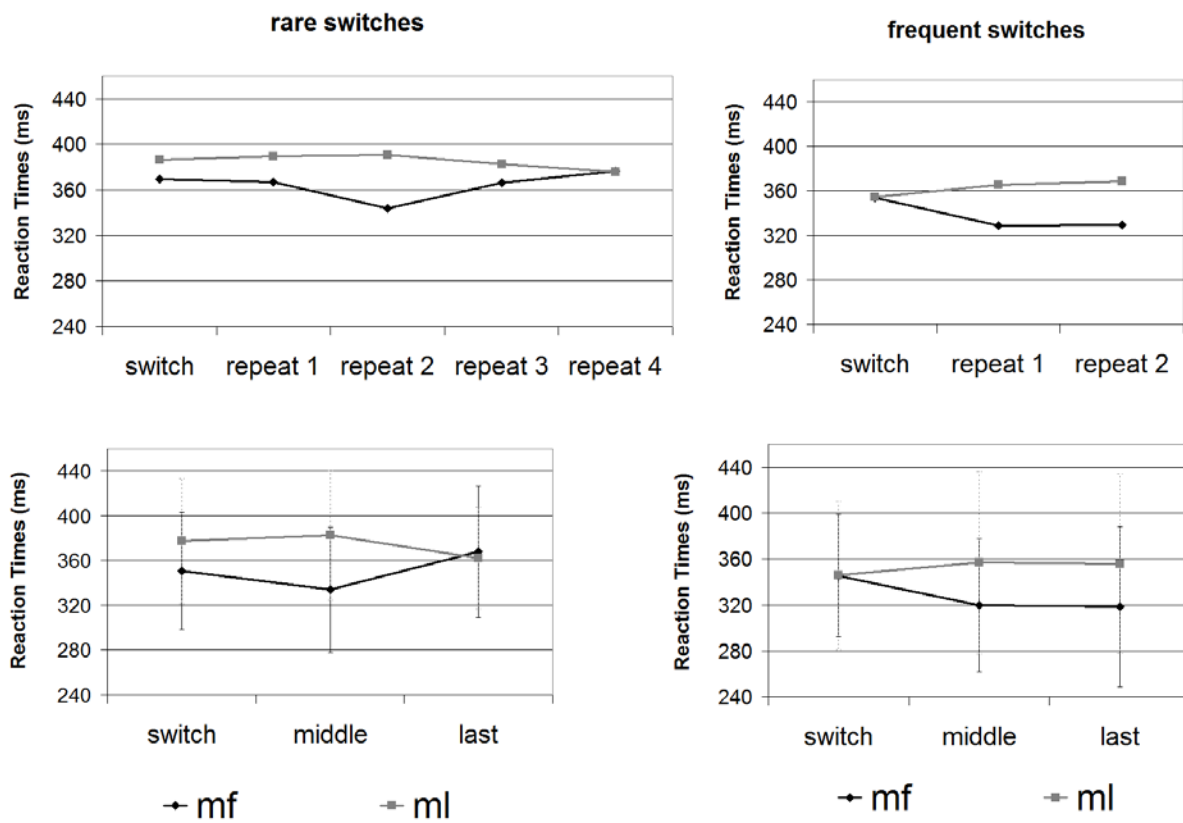 rare switches
Reaction Times (ms)
440
400
360
320
280
240
switch repeat 1 repeat 2 repeat 3 repeat 4
frequent switches
Reaction Times (ms)
440
400
360
320
280
240
switch repeat 1 repeat 2
Reaction Times (ms)
440
400
360
320
280
240
switch middle last
mf ml
Reaction Times (ms)
440
400
360
320
280
240
switch middle last
mf ml